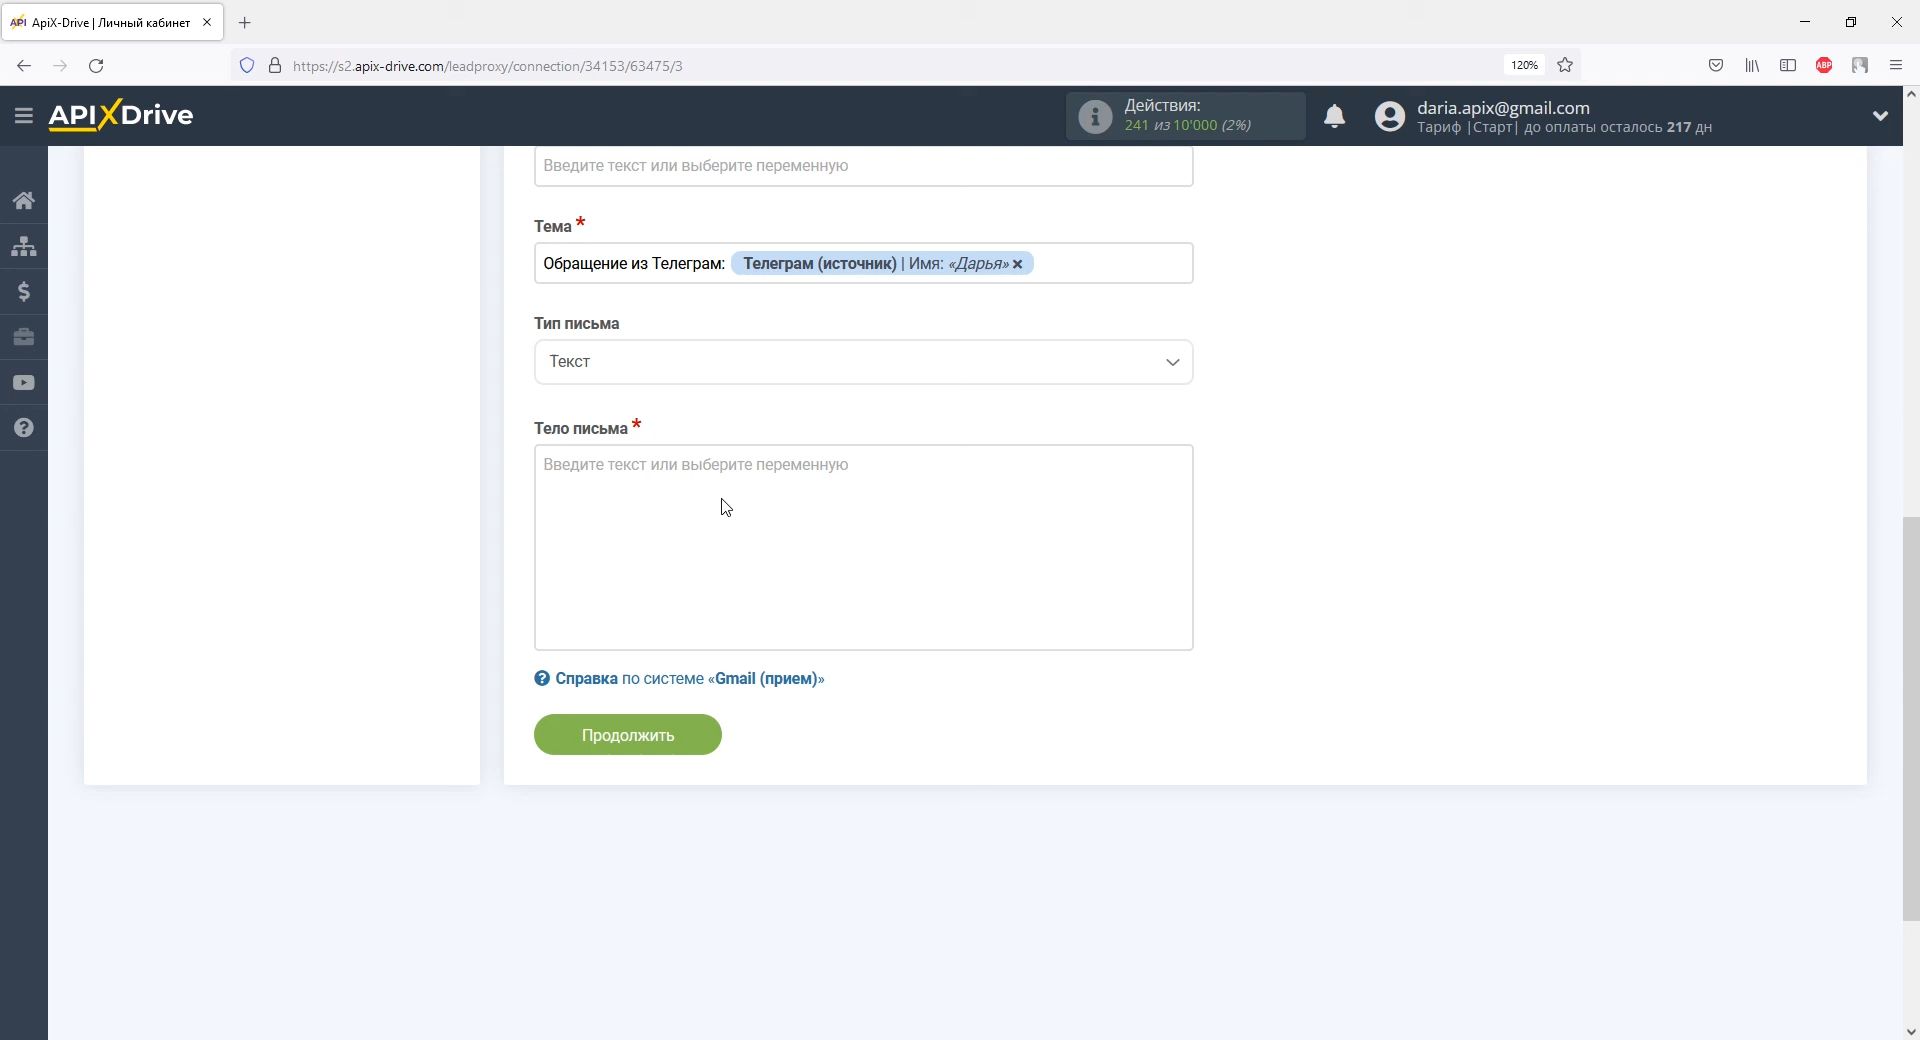 API ApiX-Drive | Личный кабинет
https://s2.apix-drive.com/leadproxy/connection/34153/63475/3
120%
ABP
APIXDrive
Действия:
241 из 10'000 (2%)
daria.apix@gmail.com
Тариф |Старт| до оплаты осталось 217 дн
Введите текст или выберите переменную
Тема *
Обращение из Телеграм: Телеграм (источник) | Имя: «Дарья» ×
Тип письма
Текст
Тело письма *
Введите текст или выберите переменную
Справка по системе «Gmail (прием)»
Продолжить